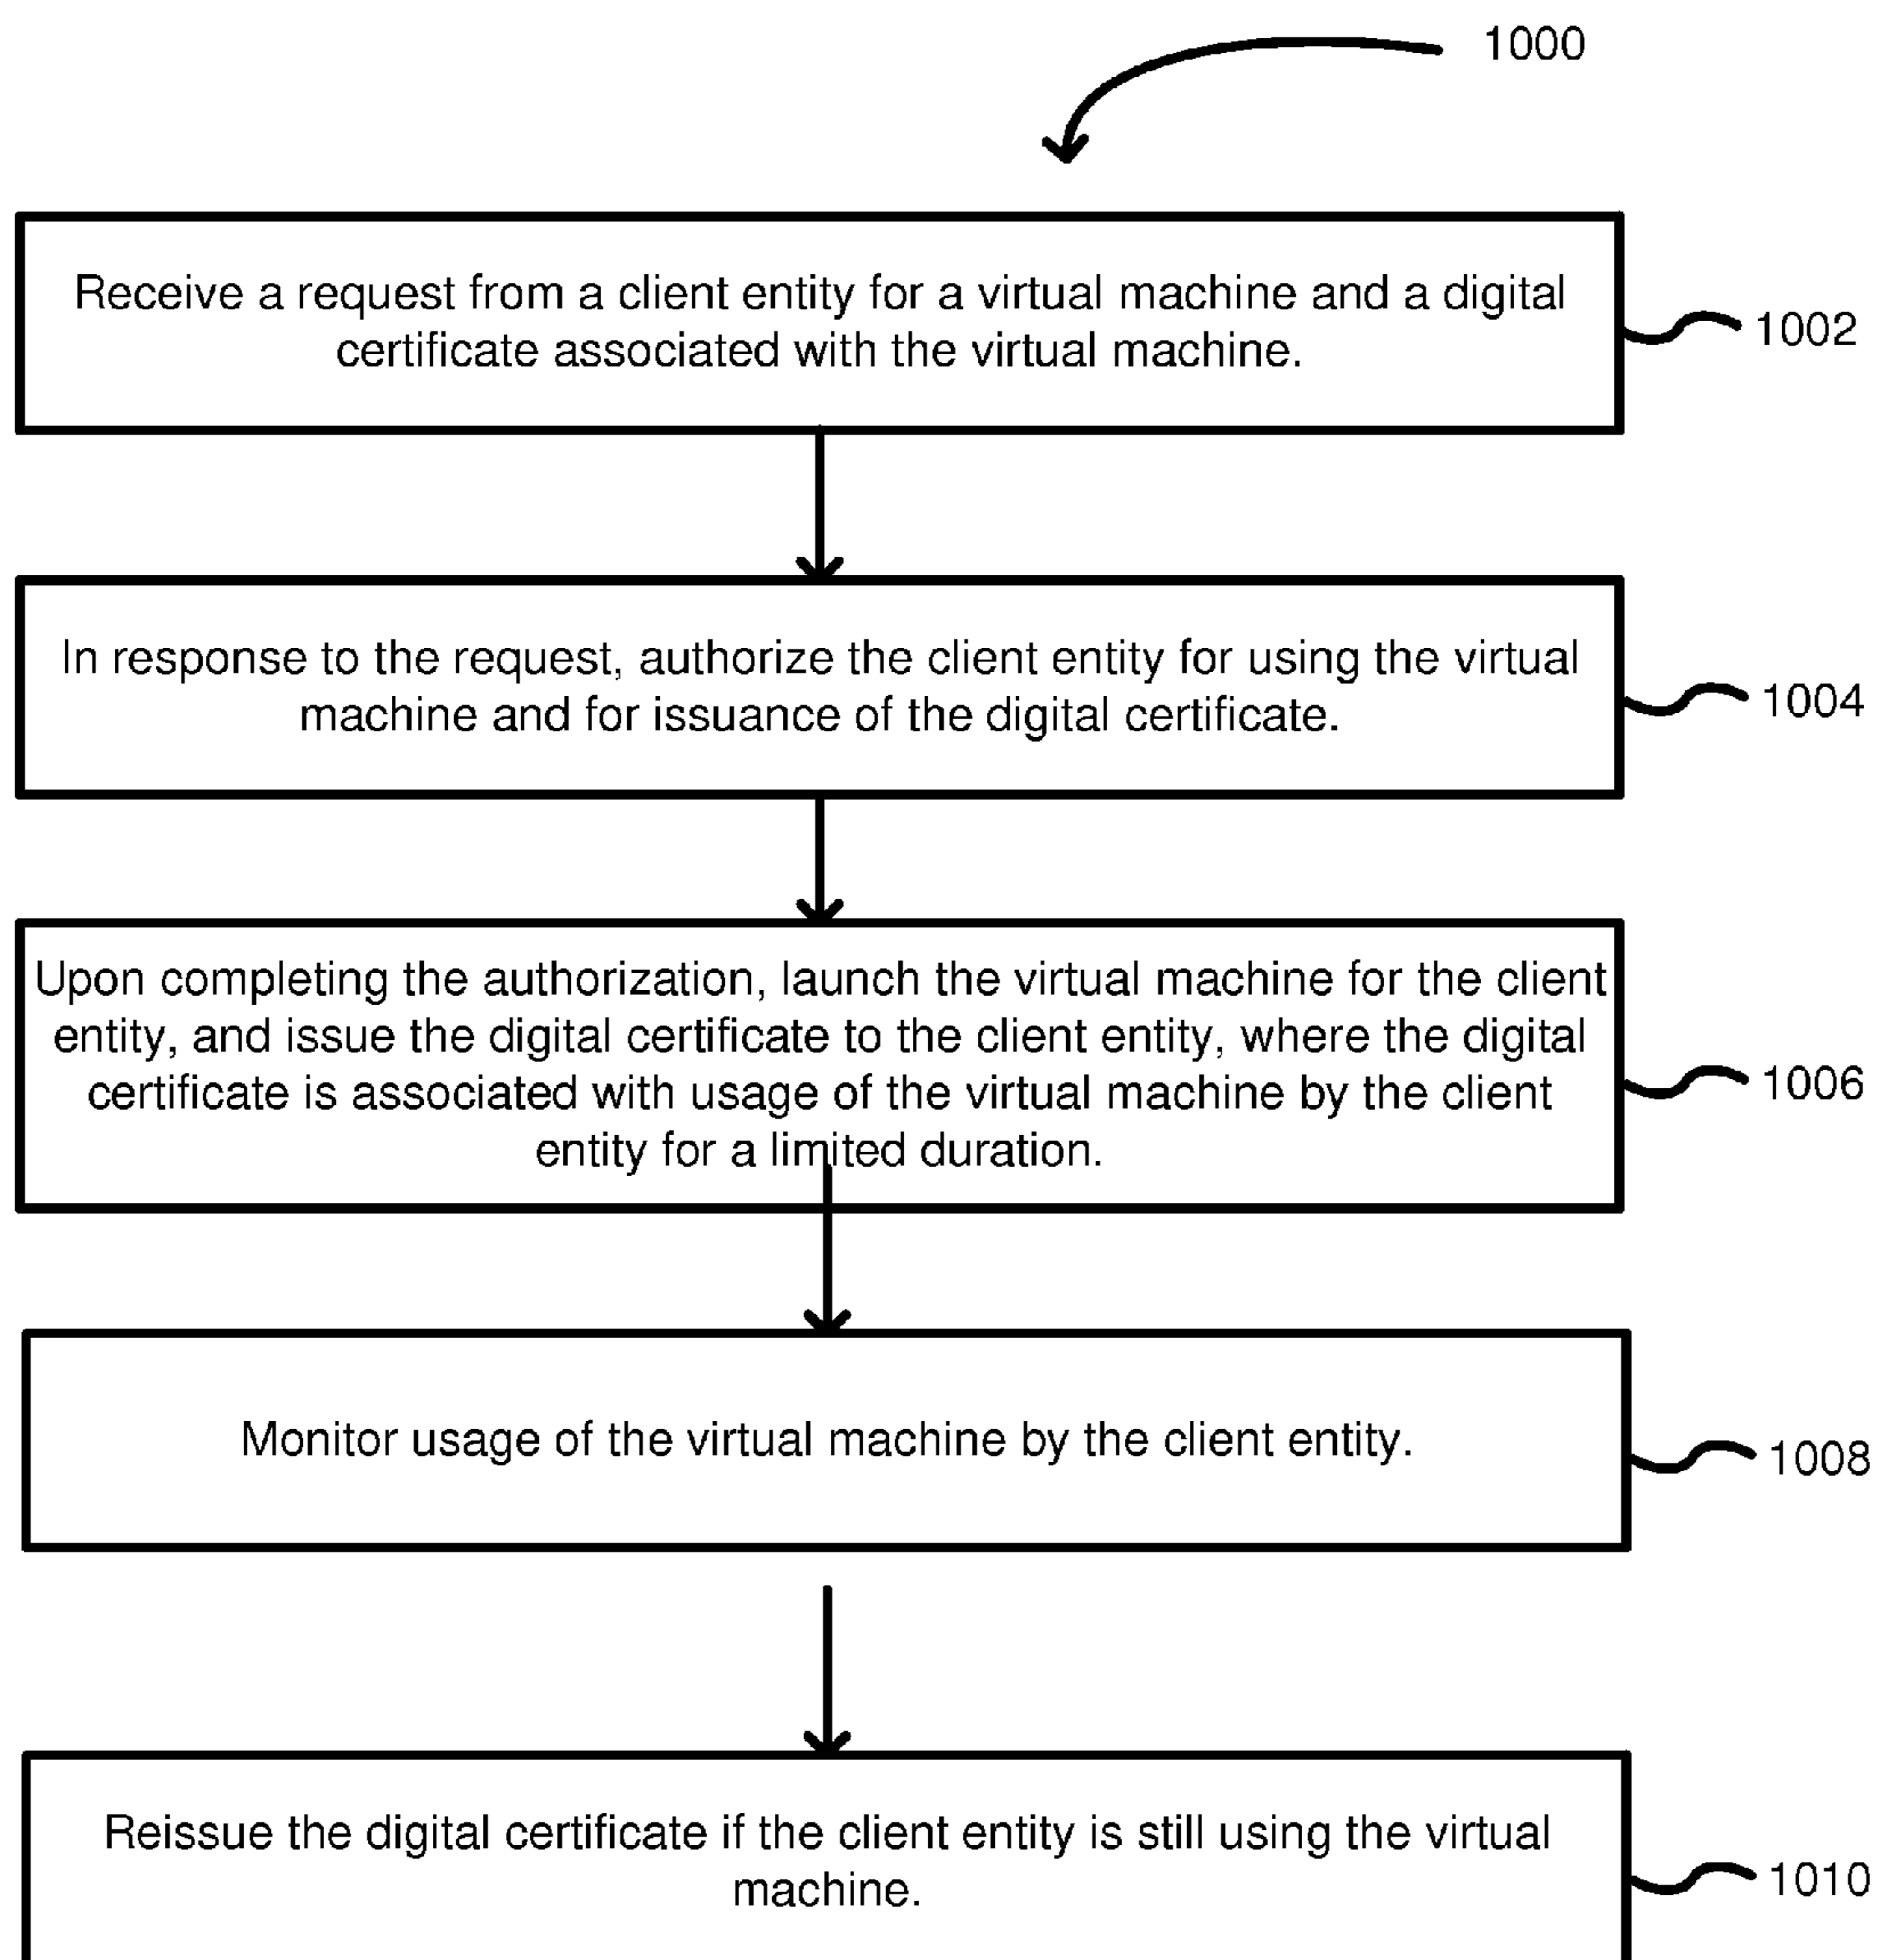 1000
Receive a request from a client entity for a virtual machine and a digital
certificate associated with the virtual machine.
1002
In response to the request, authorize the client entity for using the virtual
machine and for issuance of the digital certificate.
1004
Upon completing the authorization, launch the virtual machine for the client
entity, and issue the digital certificate to the client entity, where the digital
certificate is associated with usage of the virtual machine by the client
entity for a limited duration.
1006
Monitor usage of the virtual machine by the client entity.
1008
Reissue the digital certificate if the client entity is still using the virtual
machine.
1010